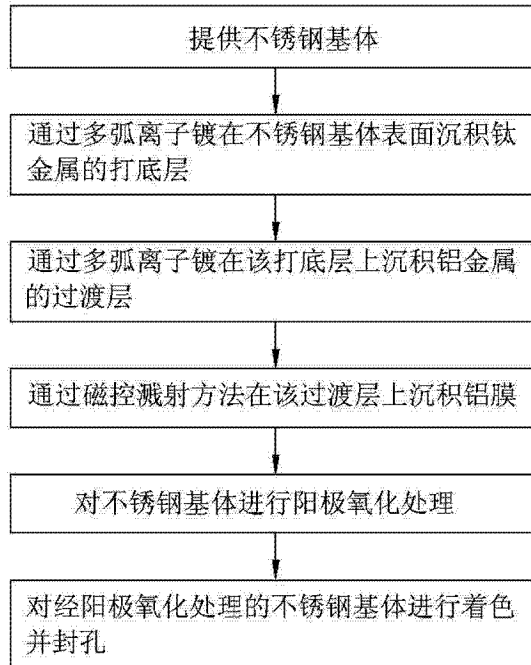 提供不锈钢基体
通过多弧离子镀在不锈钢基体表面沉积钛
金属的打底层
通过多弧离子镀在该打底层上沉积铝金属
的过渡层
通过磁控溅射方法在该过渡层上沉积铝膜
对不锈钢基体进行阳极氧化处理
对经阳极氧化处理的不锈钢基体进行着色
并封孔